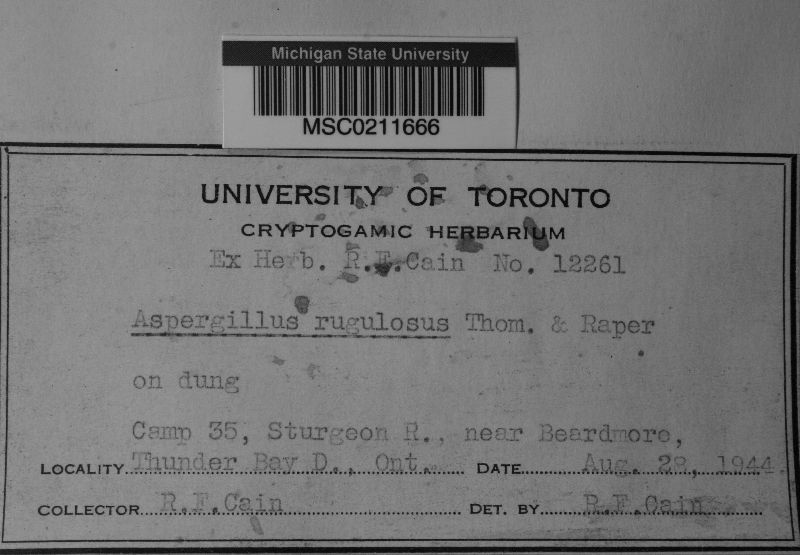 Michigan State University
MSC0211666
UNIVERSITY OF TORONTO
CRYPTOGAMIC HERBARIUM
Ex Herb. R.F.Cain No. 12261
Aspergillus rugulosus Thom. & Raper
on dung
Camp 35, Sturgeon R., near Beardmore,
LOCALITY Thunder Bay D., Ont. DATE Aug. 28, 1944.
COLLECTOR R.F.Cain DET. BY R.F.Cain